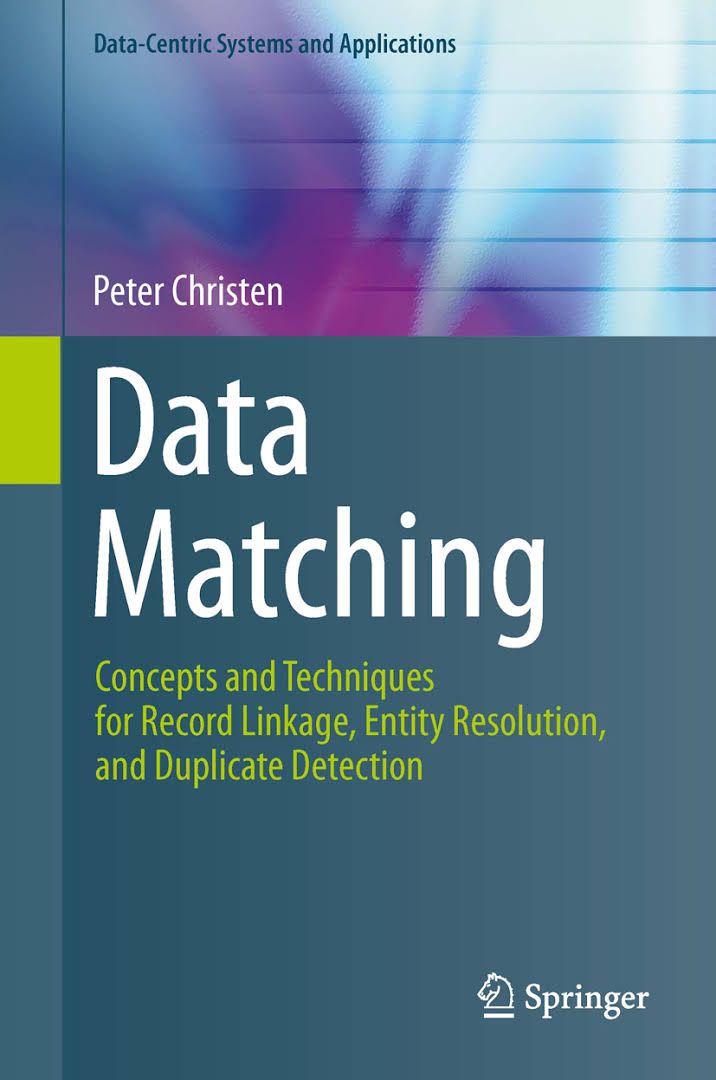 Data-Centric Systems and Applications
Peter Christen
Data
Matching
Concepts and Techniques
for Record Linkage, Entity Resolution,
and Duplicate Detection
Springer